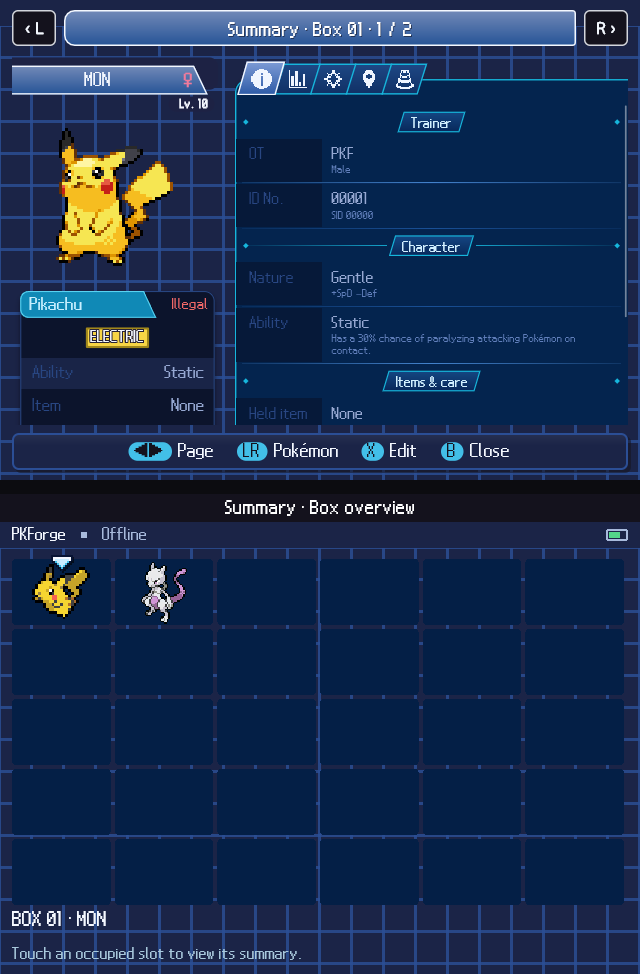 ‹ L
Summary · Box 01 · 1 / 2
R ›
MON ♀
Lv. 10
Pikachu
Illegal
ELECTRIC
Ability
Static
Item
None
Trainer
OT
PKF
Male
ID No.
00001
SID 00000
Character
Nature
Gentle
+SpD -Def
Ability
Static
Has a 30% chance of paralyzing attacking Pokémon on
contact.
Items & care
Held item
None
Page
LR Pokémon
X Edit
B Close
Summary · Box overview
PKForge ▪ Offline
BOX 01 · MON
Touch an occupied slot to view its summary.